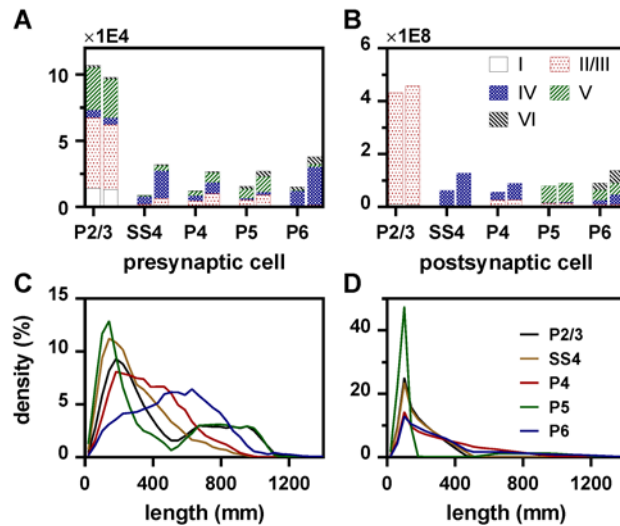 A
B
×1E4
×1E8
10
5
0
6
4
2
0
I
II/III
IV
V
VI
P2/3 SS4 P4 P5 P6
presynaptic cell
P2/3 SS4 P4 P5 P6
postsynaptic cell
C
D
density (%)
15
10
5
0
40
20
0
P2/3
SS4
P4
P5
P6
0 400 800 1200
length (mm)
0 400 800 1200
length (mm)